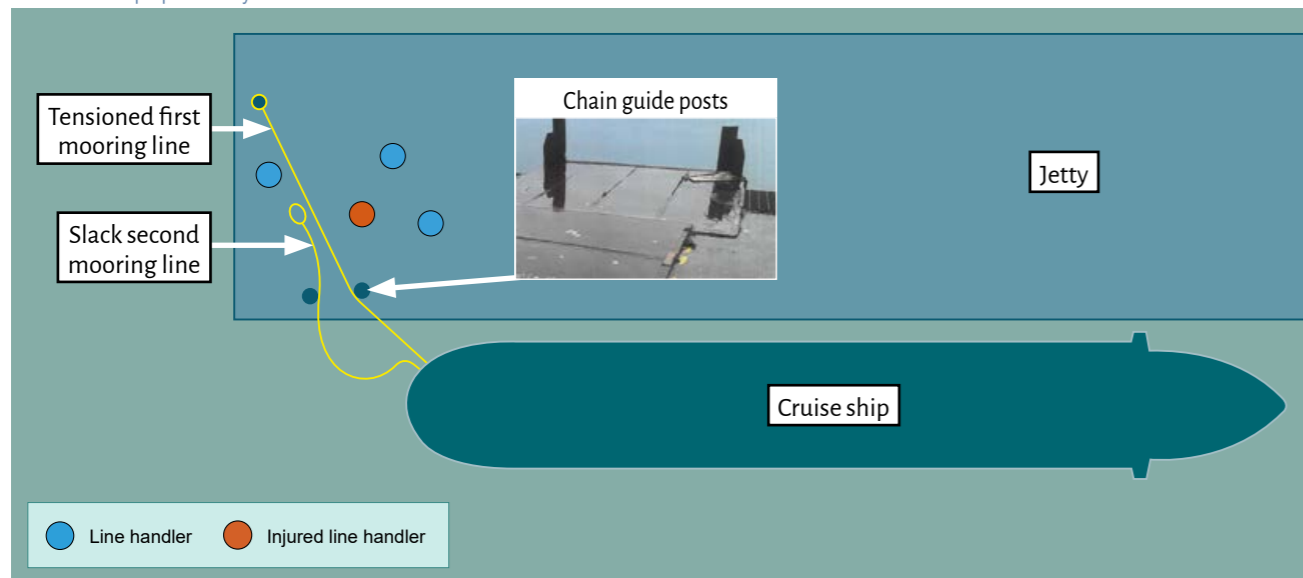 Chain guide posts
Tensioned first
mooring line
Jetty
Slack second
mooring line
Cruise ship
Line handler
Injured line handler